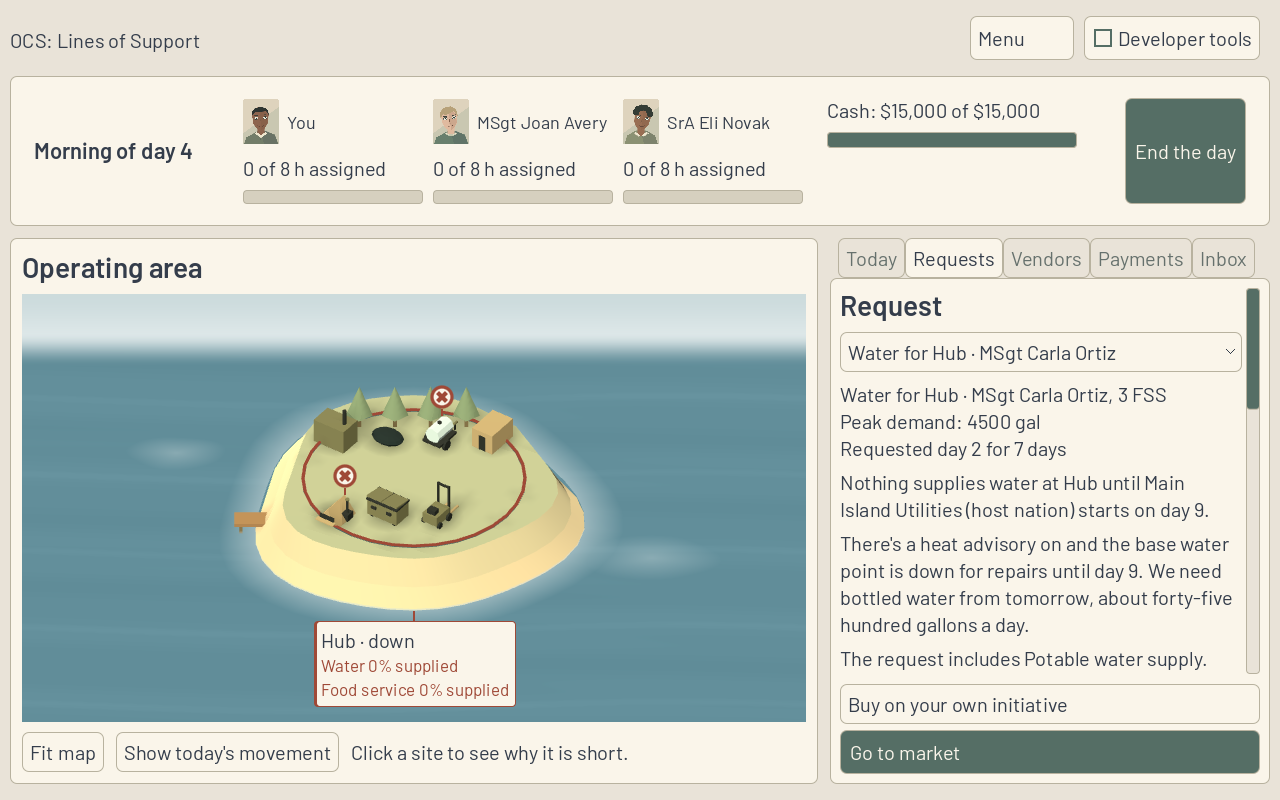 OCS: Lines of Support
Menu
Developer tools
Morning of day 4
You
0 of 8 h assigned
MSgt Joan Avery
0 of 8 h assigned
SrA Eli Novak
0 of 8 h assigned
Cash: $15,000 of $15,000
End the day
Operating area
Hub · down
Water 0% supplied
Food service 0% supplied
Fit map
Show today's movement
Click a site to see why it is short.
Today
Requests
Vendors
Payments
Inbox
Request
Water for Hub · MSgt Carla Ortiz
Water for Hub · MSgt Carla Ortiz, 3 FSS
Peak demand: 4500 gal
Requested day 2 for 7 days
Nothing supplies water at Hub until Main
Island Utilities (host nation) starts on day 9.
There's a heat advisory on and the base water
point is down for repairs until day 9. We need
bottled water from tomorrow, about forty-five
hundred gallons a day.
The request includes Potable water supply.
Buy on your own initiative
Go to market